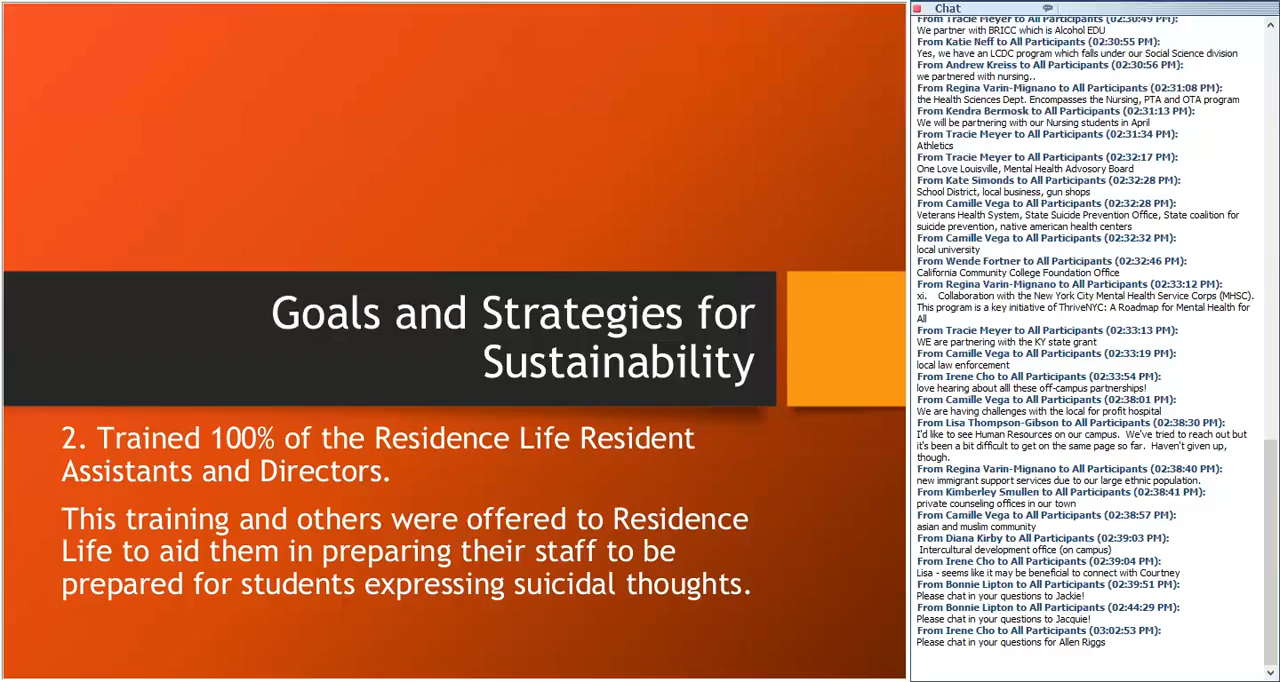 Goals and Strategies for
Sustainability
2. Trained 100% of the Residence Life Resident
Assistants and Directors.
This training and others were offered to Residence
Life to aid them in preparing their staff to be
prepared for students expressing suicidal thoughts.
Chat
From Tracie Meyer to All Participants (02:30:49 PM):
We partner with BRICC which is Alcohol EDU
From Katie Neff to All Participants (02:30:55 PM):
Yes, we have an LCDC program which falls under our Social Science division
From Andrew Kreiss to All Participants (02:30:56 PM):
we partnered with nursing..
From Regina Varin-Mignano to All Participants (02:31:08 PM):
the Health Sciences Dept. Encompasses the Nursing, PTA and OTA program
From Kendra Bermosk to All Participants (02:31:13 PM):
We will be partnering with our Nursing students in April
From Tracie Meyer to All Participants (02:31:34 PM):
Athletics
From Tracie Meyer to All Participants (02:32:17 PM):
One Love Louisville, Mental Health Advosory Board
From Kate Simonds to All Participants (02:32:28 PM):
School District, local business, gun shops
From Camille Vega to All Participants (02:32:28 PM):
Veterans Health System, State Suicide Prevention Office, State coalition for
suicide prevention, native american health centers
From Camille Vega to All Participants (02:32:32 PM):
local university
From Wende Fortner to All Participants (02:32:46 PM):
California Community College Foundation Office
From Regina Varin-Mignano to All Participants (02:33:12 PM):
xi. Collaboration with the New York City Mental Health Service Corps (MHSC).
This program is a key initiative of ThriveNYC: A Roadmap for Mental Health for
All
From Tracie Meyer to All Participants (02:33:13 PM):
WE are partnering with the KY state grant
From Camille Vega to All Participants (02:33:19 PM):
local law enforcement
From Irene Cho to All Participants (02:33:54 PM):
love hearing about all these off-campus partnerships!
From Camille Vega to All Participants (02:38:01 PM):
We are having challenges with the local for profit hospital
From Lisa Thompson-Gibson to All Participants (02:38:30 PM):
I'd like to see Human Resources on our campus. We've tried to reach out but
it's been a bit difficult to get on the same page so far. Haven't given up,
though.
From Regina Varin-Mignano to All Participants (02:38:40 PM):
new immigrant support services due to our large ethnic population.
From Kimberley Smullen to All Participants (02:38:41 PM):
private counseling offices in our town
From Camille Vega to All Participants (02:38:57 PM):
asian and muslim community
From Diana Kirby to All Participants (02:39:03 PM):
Intercultural development office (on campus)
From Irene Cho to All Participants (02:39:04 PM):
Lisa - seems like it may be beneficial to connect with Courtney
From Bonnie Lipton to All Participants (02:39:51 PM):
Please chat in your questions to Jackie!
From Bonnie Lipton to All Participants (02:44:29 PM):
Please chat in your questions to Jacquie!
From Irene Cho to All Participants (03:02:53 PM):
Please chat in your questions for Allen Riggs